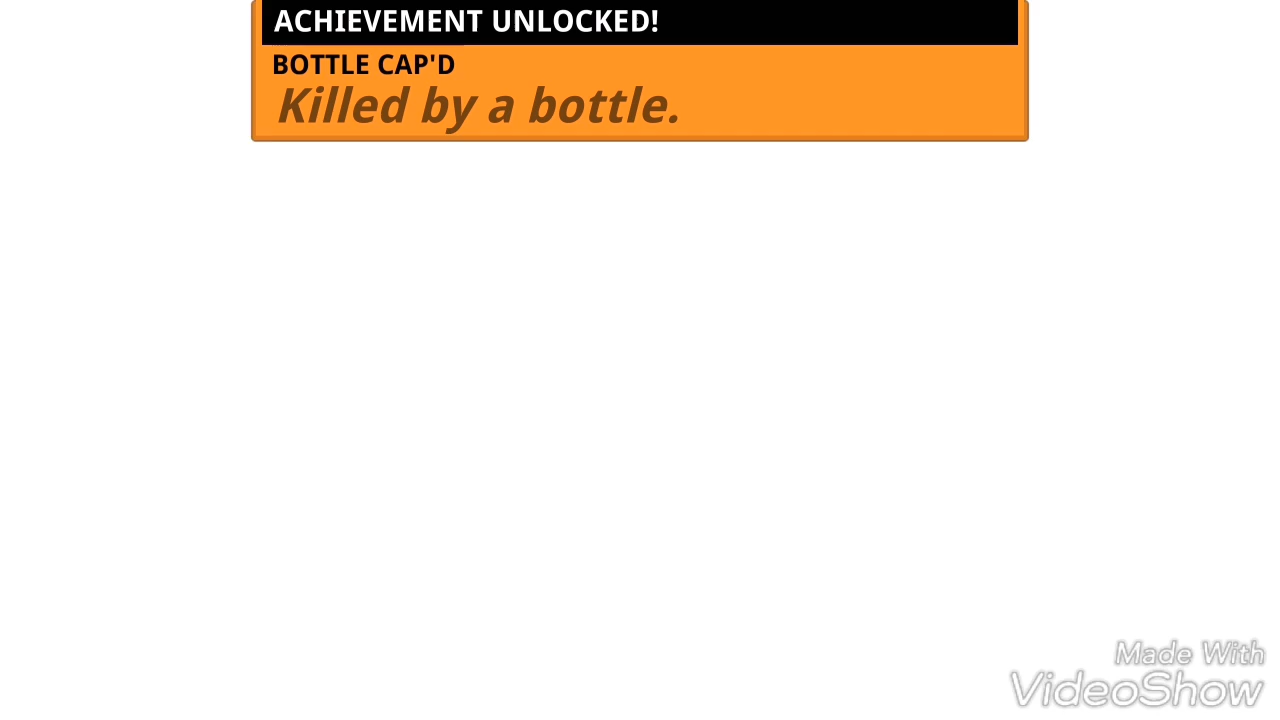 ACHIEVEMENT UNLOCKED!
BOTTLE CAP'D
Killed by a bottle.
Made With
VideoShow